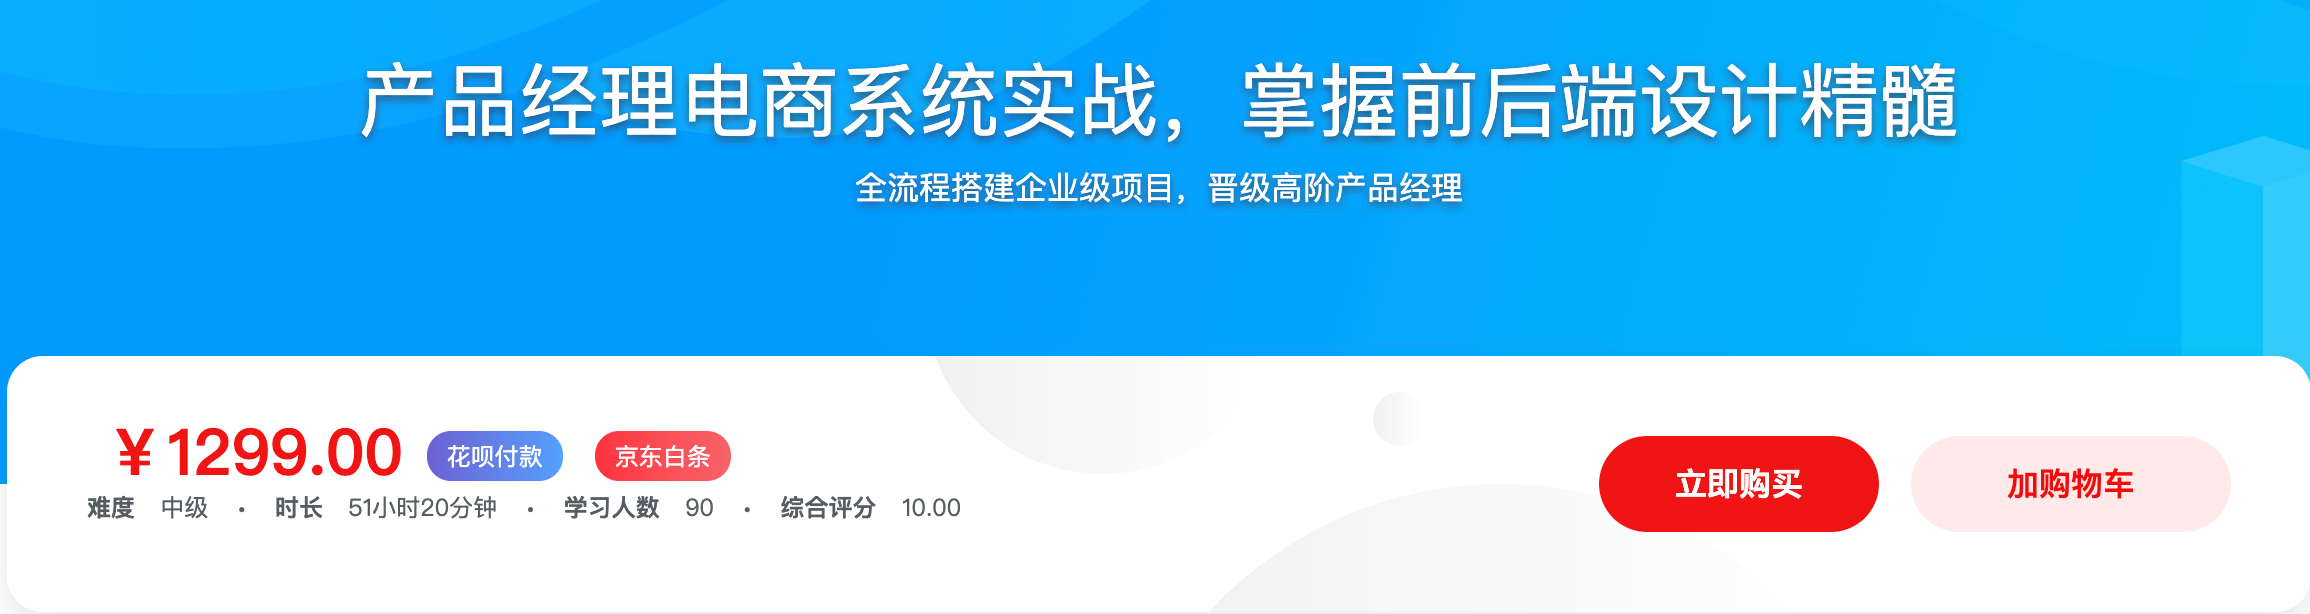 产品经理电商系统实战，掌握前后端设计精髓
全流程搭建企业级项目，晋级高阶产品经理
¥1299.00 花呗付款 京东白条
难度 中级 · 时长 51小时20分钟 · 学习人数 90 · 综合评分 10.00
立即购买 加购物车